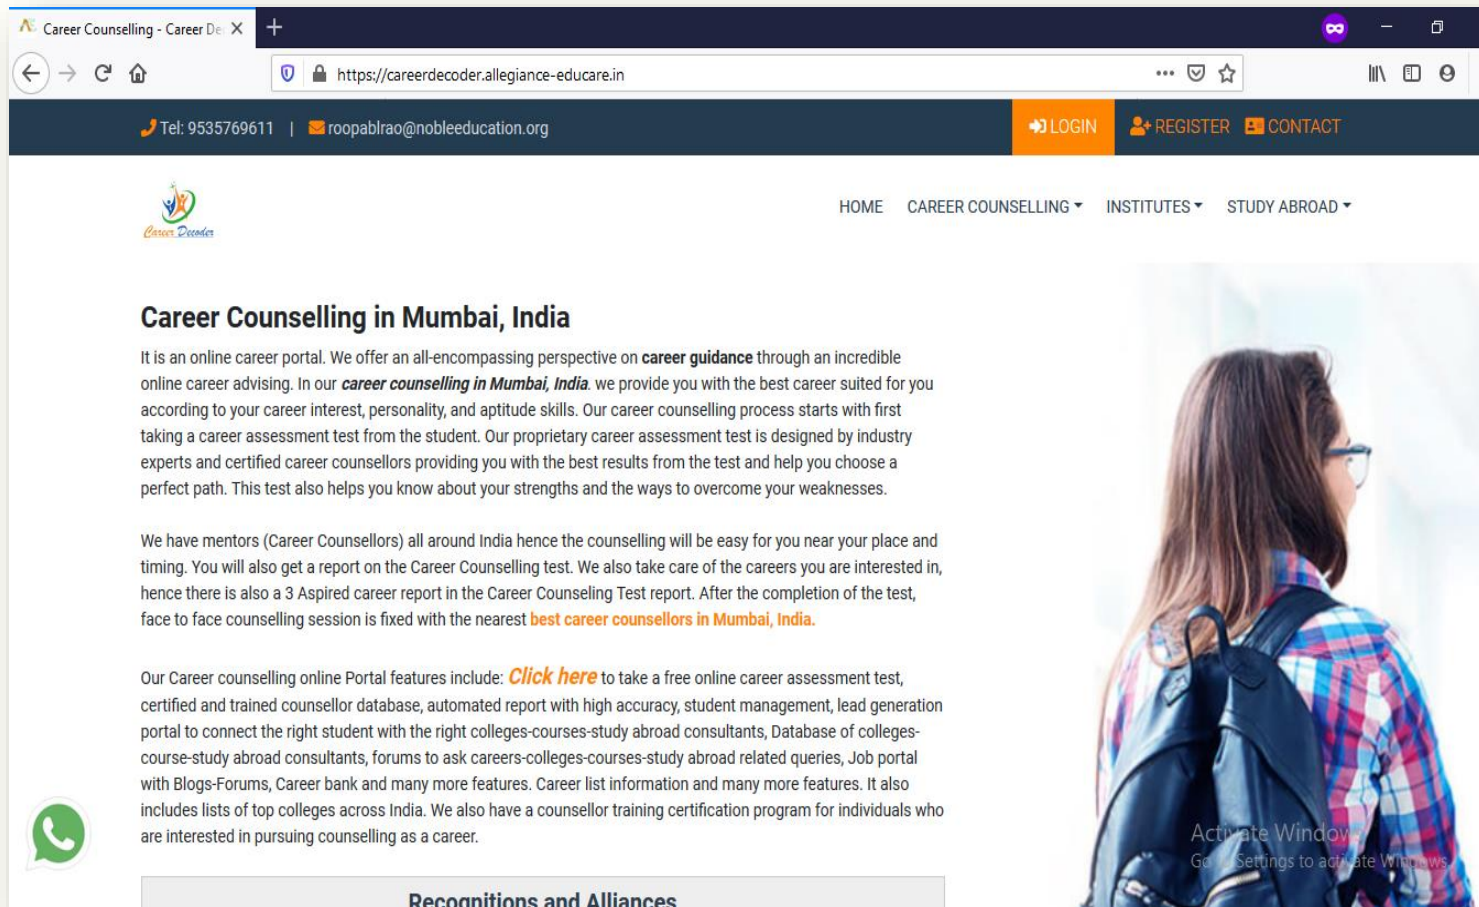 Career Counselling - Career De
https://careerdecoder.allegiance-educare.in
Tel: 9535769611 | roopablrao@nobleeducation.org
LOGIN REGISTER CONTACT
Career Decoder
HOME CAREER COUNSELLING INSTITUTES STUDY ABROAD
Career Counselling in Mumbai, India
It is an online career portal. We offer an all-encompassing perspective on career guidance through an incredible
online career advising. In our career counselling in Mumbai, India. we provide you with the best career suited for you
according to your career interest, personality, and aptitude skills. Our career counselling process starts with first
taking a career assessment test from the student. Our proprietary career assessment test is designed by industry
experts and certified career counsellors providing you with the best results from the test and help you choose a
perfect path. This test also helps you know about your strengths and the ways to overcome your weaknesses.
We have mentors (Career Counsellors) all around India hence the counselling will be easy for you near your place and
timing. You will also get a report on the Career Counselling test. We also take care of the careers you are interested in,
hence there is also a 3 Aspired career report in the Career Counseling Test report. After the completion of the test,
face to face counselling session is fixed with the nearest best career counsellors in Mumbai, India.
Our Career counselling online Portal features include: Click here to take a free online career assessment test,
certified and trained counsellor database, automated report with high accuracy, student management, lead generation
portal to connect the right student with the right colleges-courses-study abroad consultants, Database of colleges-
course-study abroad consultants, forums to ask careers-colleges-courses-study abroad related queries, Job portal
with Blogs-Forums, Career bank and many more features. Career list information and many more features. It also
includes lists of top colleges across India. We also have a counsellor training certification program for individuals who
are interested in pursuing counselling as a career.
Activate Windows
Go to Settings to activate Windows.
Recognitions and Alliances